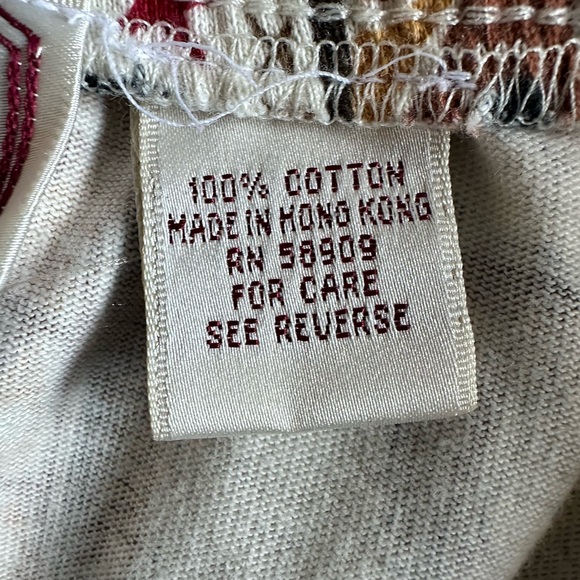 100% COTTON
MADE IN HONG KONG
RN 58909
FOR CARE
SEE REVERSE